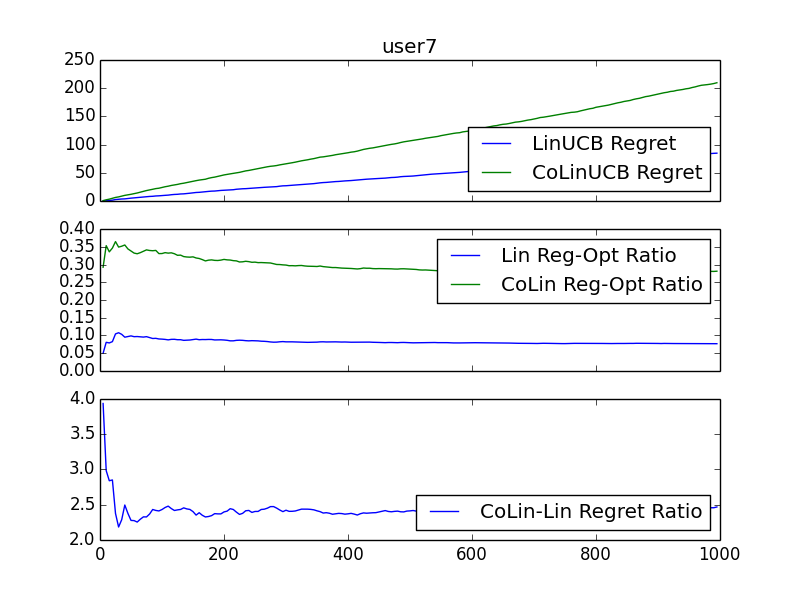 user7
250
200
150
100
50
0
LinUCB Regret
CoLinUCB Regret
0.40
0.35
0.30
0.25
0.20
0.15
0.10
0.05
0.00
Lin Reg-Opt Ratio
CoLin Reg-Opt Ratio
4.0
3.5
3.0
2.5
2.0
CoLin-Lin Regret Ratio
0 200 400 600 800 1000